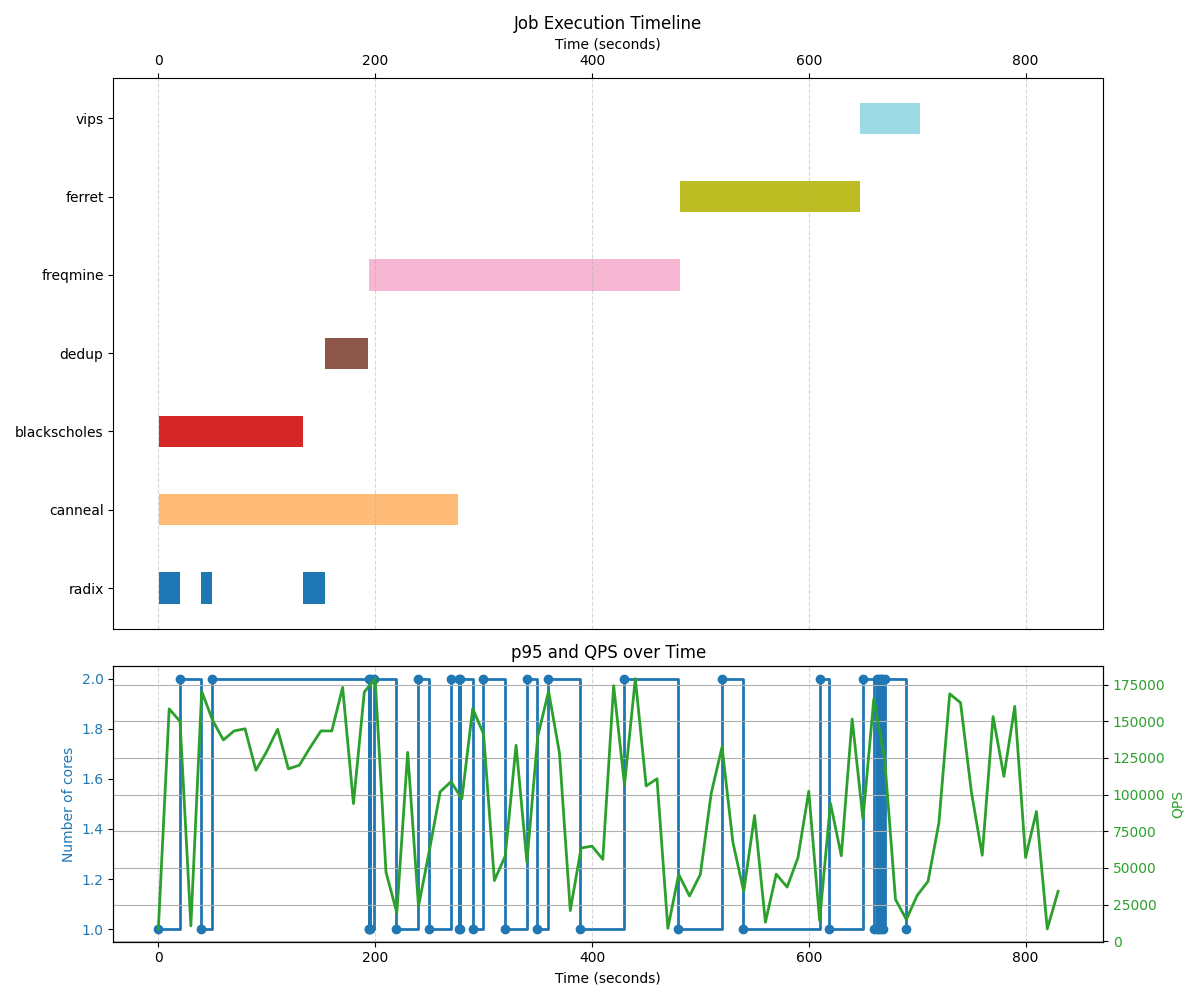 Job Execution Timeline
Time (seconds)
0 200 400 600 800
vips
ferret
freqmine
dedup
blackscholes
canneal
radix
p95 and QPS over Time
2.0
1.8
1.6
1.4
1.2
1.0
Number of cores
175000
150000
125000
100000
75000
50000
25000
0
QPS
0 200 400 600 800
Time (seconds)